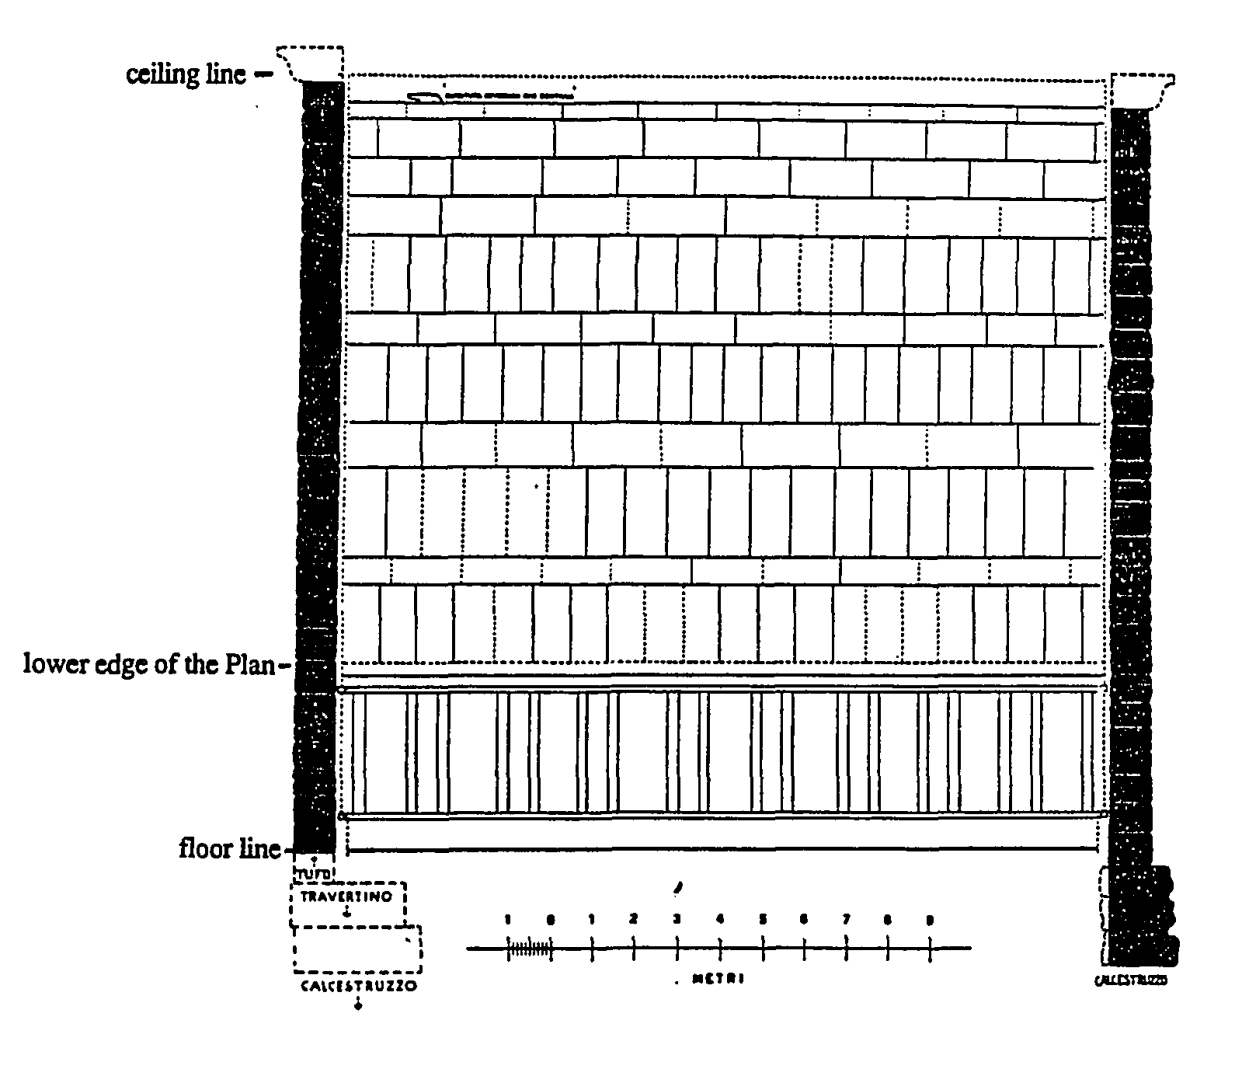 ceiling line
lower edge of the Plan
floor line
TUFO
TRAVERTINO
CALCESTRUZZO
1 0 1 2 3 4 5 6 7 8 9
METRI
CALCESTRUZZO